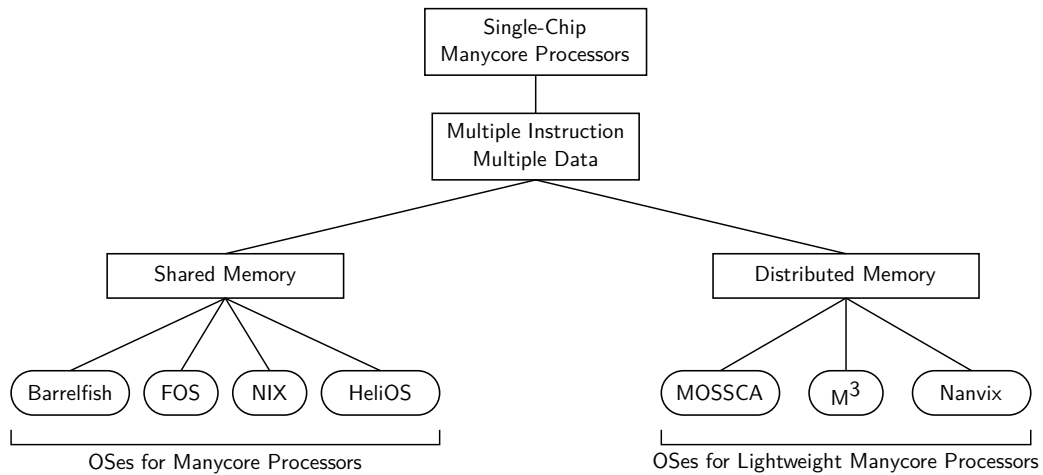 Single-Chip
Manycore Processors
Multiple Instruction
Multiple Data
Shared Memory
Distributed Memory
Barrelfish
FOS
NIX
HeliOS
MOSSCA
M³
Nanvix
OSes for Manycore Processors
OSes for Lightweight Manycore Processors